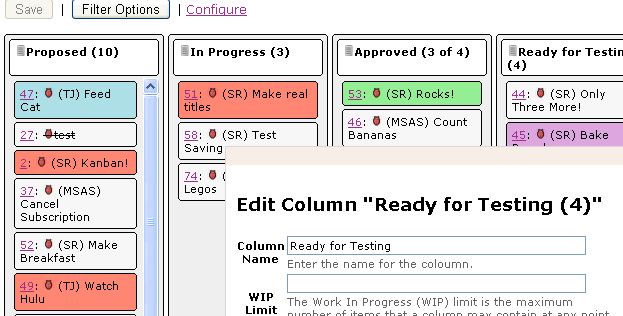 Save | Filter Options | Configure
Proposed (10)
47: (TJ) Feed
Cat
27: test
2: (SR) Kanban!
37: (MSAS)
Cancel
Subscription
52: (SR) Make
Breakfast
49: (TJ) Watch
Hulu
In Progress (3)
51: (SR) Make real
titles
58: (SR) Test
Saving
74:
Legos
Approved (3 of 4)
53: (SR) Rocks!
46: (MSAS) Count
Bananas
Ready for Testin
(4)
44: (SR) Only
Three More!
45: (SR) Bake
Edit Column "Ready for Testing (4)"
Column
Name
Ready for Testing
Enter the name for the coloumn.
WIP
Limit
The Work In Progress (WIP) limit is the maximum
number of items that a column may contain at any point